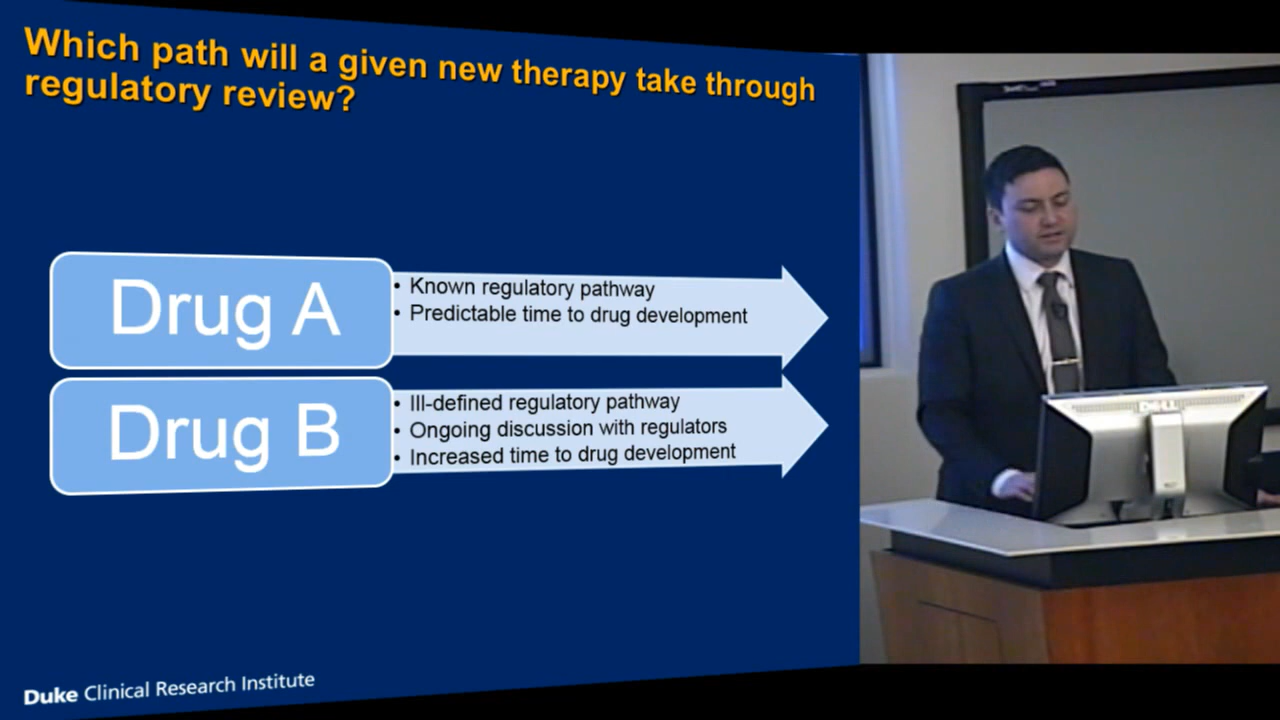 Which path will a given new therapy take through
regulatory review?
Drug A
• Known regulatory pathway
• Predictable time to drug development
Drug B
• Ill-defined regulatory pathway
• Ongoing discussion with regulators
• Increased time to drug development
Duke Clinical Research Institute
DELL